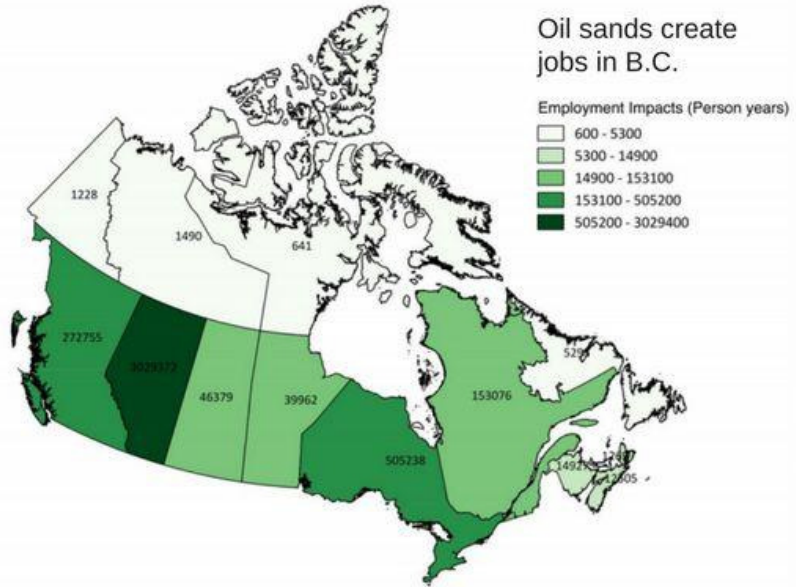 Oil sands create
jobs in B.C.
Employment Impacts (Person years)
600 - 5300
5300 - 14900
14900 - 153100
153100 - 505200
505200 - 3029400
1228
1490
641
272755
3029372
46379
39962
505238
153076